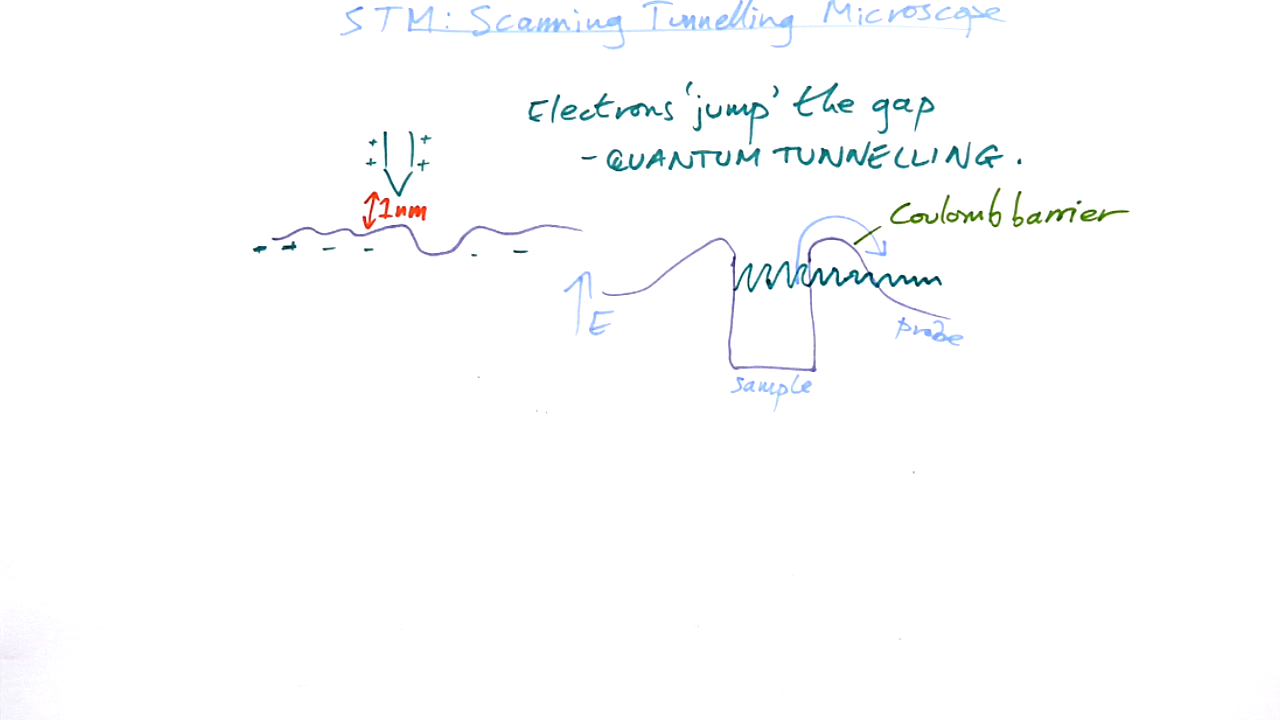 STM: Scanning Tunnelling Microscope
Electrons 'jump' the gap
- QUANTUM TUNNELLING.
+ +
+ +
1nm
Coulomb barrier
- - - - - -
E
probe
sample